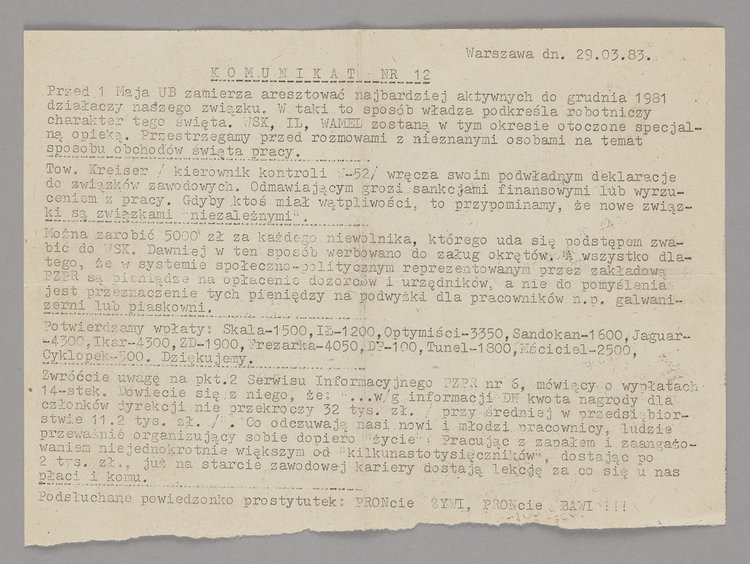 Warszawa dn. 29.03.83.
K O M U N I K A T  NR 12
Przed 1 Maja UB zamierza aresztować najbardziej aktywnych do grudnia 1981
działaczy naszego związku. W taki to sposób władza podkreśla robotniczy
charakter tego święta. WSK, IL, WAMEL zostaną w tym okresie otoczone specjal-
ną opieką. Przestrzegamy przed rozmowami z nieznanymi osobami na temat
sposobu obchodów święta pracy.
Tow. Kreiser / kierownik kontroli W-52/ wręcza swoim podwładnym deklaracje
do związków zawodowych. Odmawiającym grozi sankcjami finansowymi lub wyrzu-
ceniem z pracy. Gdyby ktoś miał wątpliwości, to przypominamy, że nowe związ-
ki są związkami "niezależnymi".
Można zarobić 5000 zł za każdego niewolnika, którego uda się podstępem zwa-
bić do WSK. Dawniej w ten sposób werbowano do załug okrętów. A wszystko dla-
tego, że w systemie społeczno-politycznym reprezentowanym przez zakładową
PZPR są pieniądze na opłacenie dozorców i urzędników, a nie do pomyślenia
jest przeznaczenie tych pieniędzy na podwyżki dla pracowników n.p. galwani-
zerni lub piaskowni.
Potwierdzamy wołaty: Skala-1500,IŁ-1200,Optymiści-3350,Sandokan-1600,Jaguar-
-4300,Ikar-4300,ZD-1900,Frezarka-4050,DP-100,Tunel-1800,Mściciel-2500,
Cyklopek-500. Dziękujemy.
Zwróćcie uwagę na pkt.2 Serwisu Informacyjnego PZPR nr 6, mówiący o wypłatach
14-stek. Dowiecie się z niego, że: "...w/g informacji DN kwota nagrody dla
członków dyrekcji nie przekroczy 32 tys. zł. / przy średniej w przedsiębior-
stwie 11.2 tys. zł. /". Co odczuwają nasi nowi i młodzi pracownicy, ludzie
przeważnie organizujący sobie dopiero "życie". Pracując z zapałem i zaangażo-
waniem niejednokrotnie większym od "kilkunastotysięczników", dostając po
2 tys. zł., już na starcie zawodowej kariery dostają lekcję za co się u nas
płaci i komu.
Podsłuchane powiedzonko prostytutek: PRONcie ŻYWI, PRONcie BAWI !!!